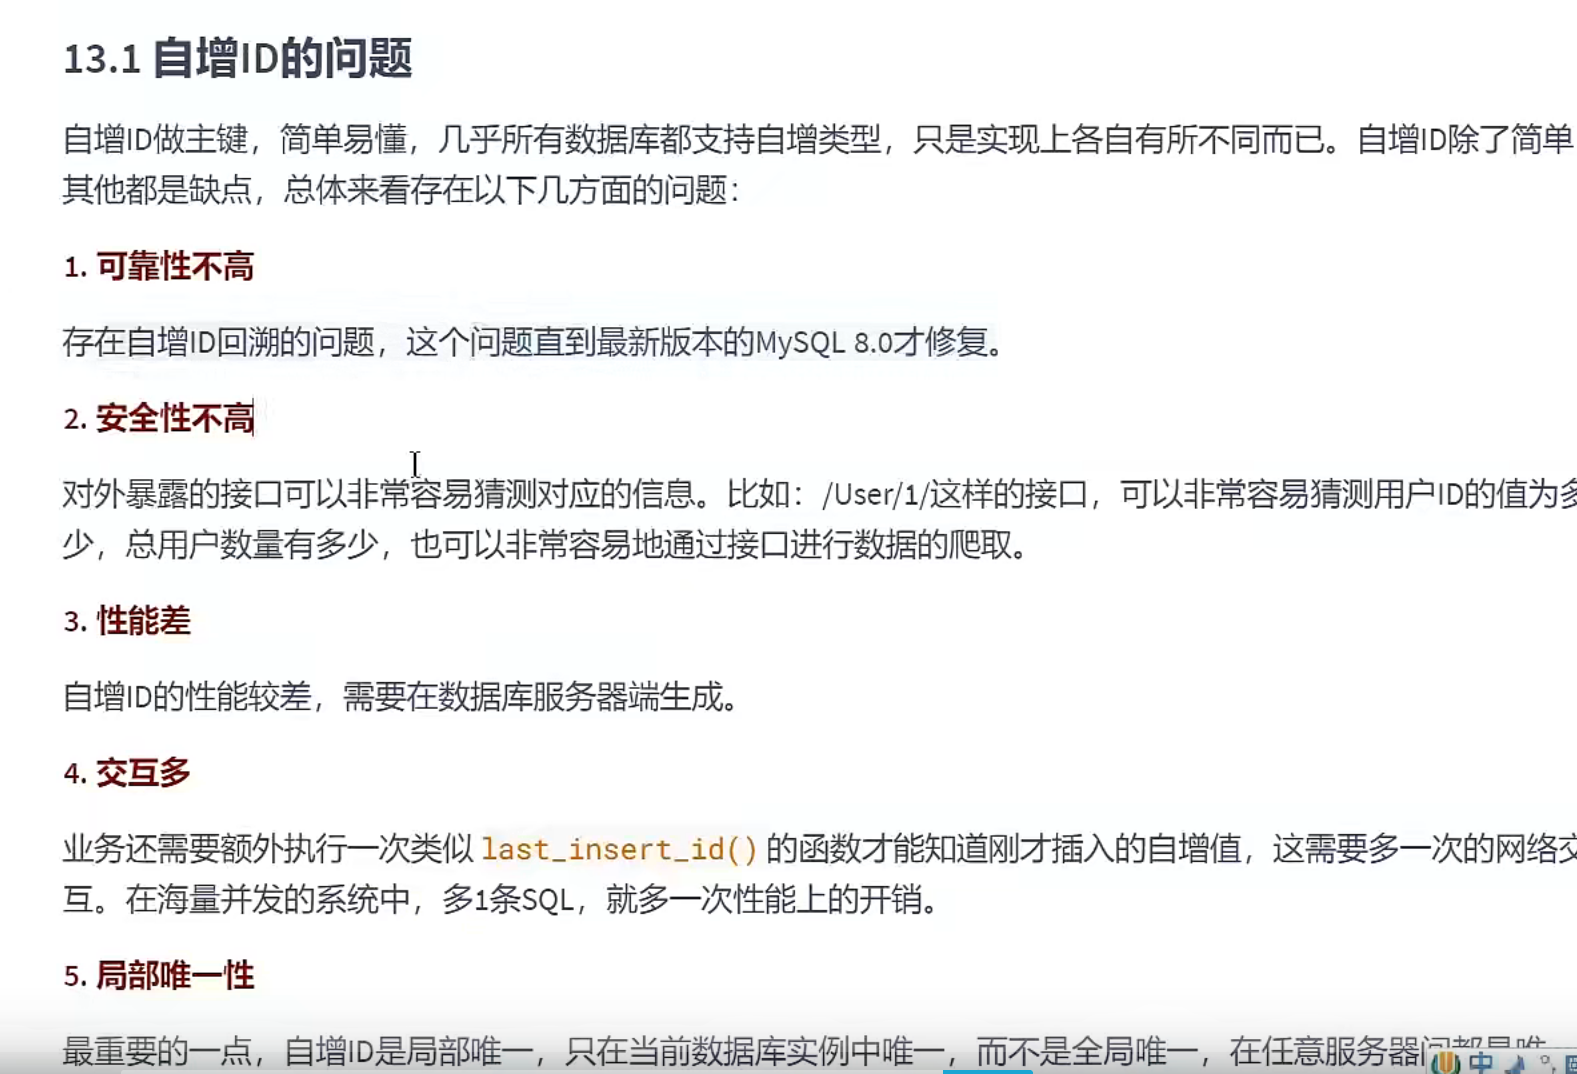 13.1 自增ID的问题
自增ID做主键，简单易懂，几乎所有数据库都支持自增类型，只是实现上各自有所不同而已。自增ID除了简单
其他都是缺点，总体来看存在以下几方面的问题：
1. 可靠性不高
存在自增ID回溯的问题，这个问题直到最新版本的MySQL 8.0才修复。
2. 安全性不高
对外暴露的接口可以非常容易猜测对应的信息。比如：/User/1/这样的接口，可以非常容易猜测用户ID的值为多
少，总用户数量有多少，也可以非常容易地通过接口进行数据的爬取。
3. 性能差
自增ID的性能较差，需要在数据库服务器端生成。
4. 交互多
业务还需要额外执行一次类似 last_insert_id() 的函数才能知道刚才插入的自增值，这需要多一次的网络交
互。在海量并发的系统中，多1条SQL，就多一次性能上的开销。
5. 局部唯一性
最重要的一点，自增ID是局部唯一，只在当前数据库实例中唯一，而不是全局唯一，在任意服务器间都是唯一
中